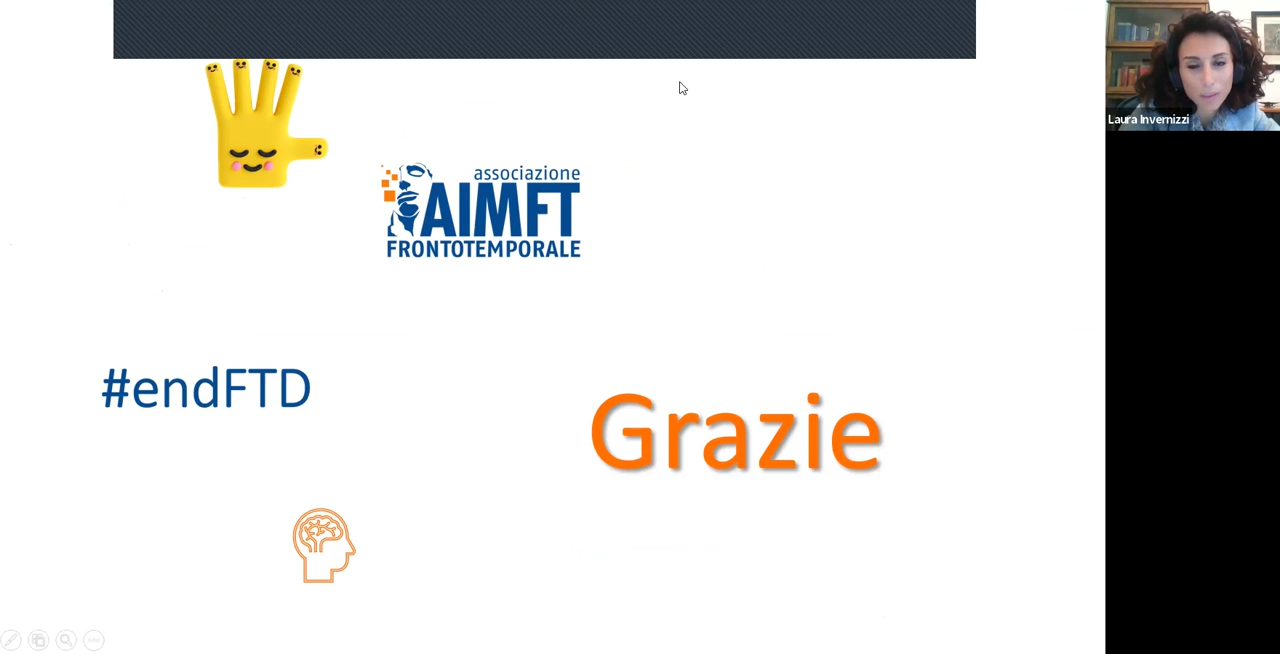 associazione
AIMFT
FRONTOTEMPORALE
#endFTD
Grazie
Laura Invernizzi